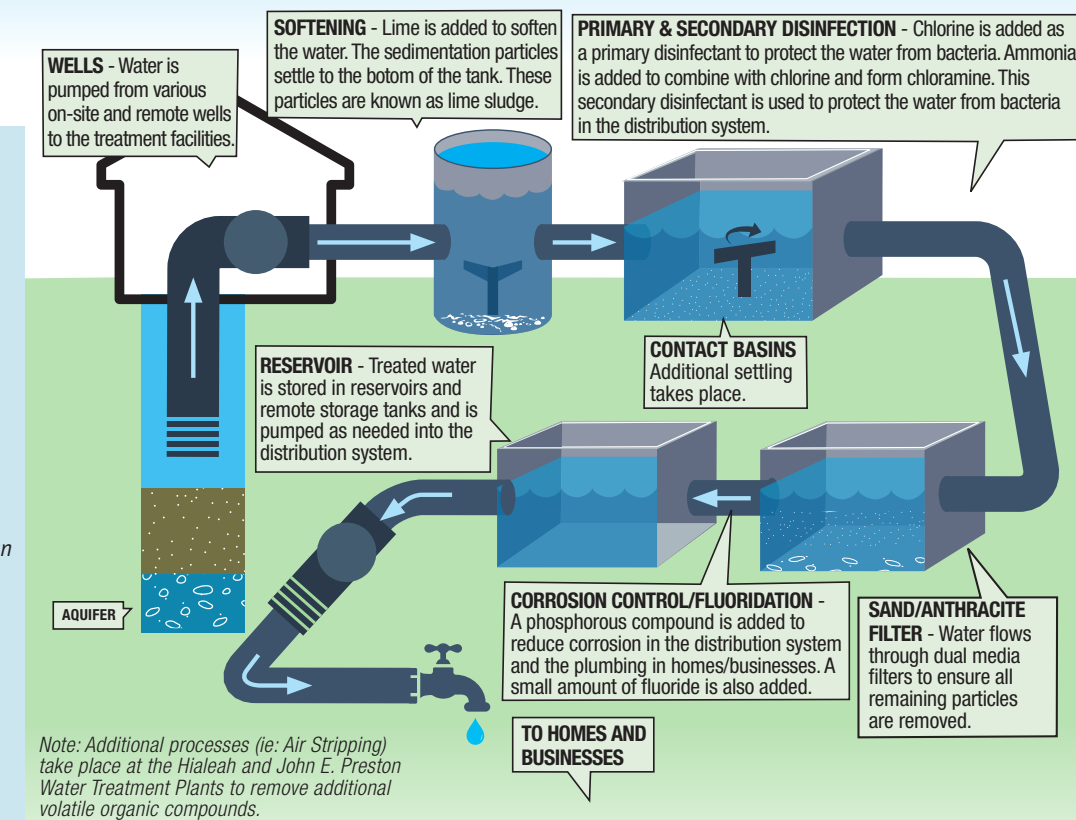 WELLS - Water is
pumped from various
on-site and remote wells
to the treatment facilities.
SOFTENING - Lime is added to soften
the water. The sedimentation particles
settle to the botom of the tank. These
particles are known as lime sludge.
PRIMARY & SECONDARY DISINFECTION - Chlorine is added as
a primary disinfectant to protect the water from bacteria. Ammonia
is added to combine with chlorine and form chloramine. This
secondary disinfectant is used to protect the water from bacteria
in the distribution system.
CONTACT BASINS
Additional settling
takes place.
RESERVOIR - Treated water
is stored in reservoirs and
remote storage tanks and is
pumped as needed into the
distribution system.
n
AQUIFER
CORROSION CONTROL/FLUORIDATION -
A phosphorous compound is added to
reduce corrosion in the distribution system
and the plumbing in homes/businesses. A
small amount of fluoride is also added.
SAND/ANTHRACITE
FILTER - Water flows
through dual media
filters to ensure all
remaining particles
are removed.
TO HOMES AND
BUSINESSES
Note: Additional processes (ie: Air Stripping)
take place at the Hialeah and John E. Preston
Water Treatment Plants to remove additional
volatile organic compounds.